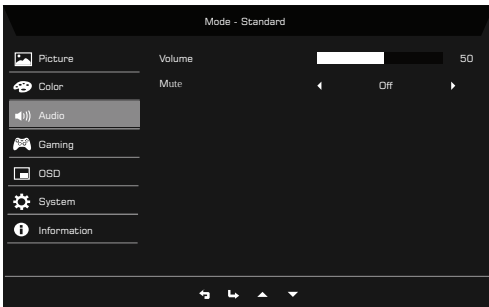 Mode - Standard
Picture
Volume 50
Color
Mute Off
Audio
Gaming
OSD
System
Information